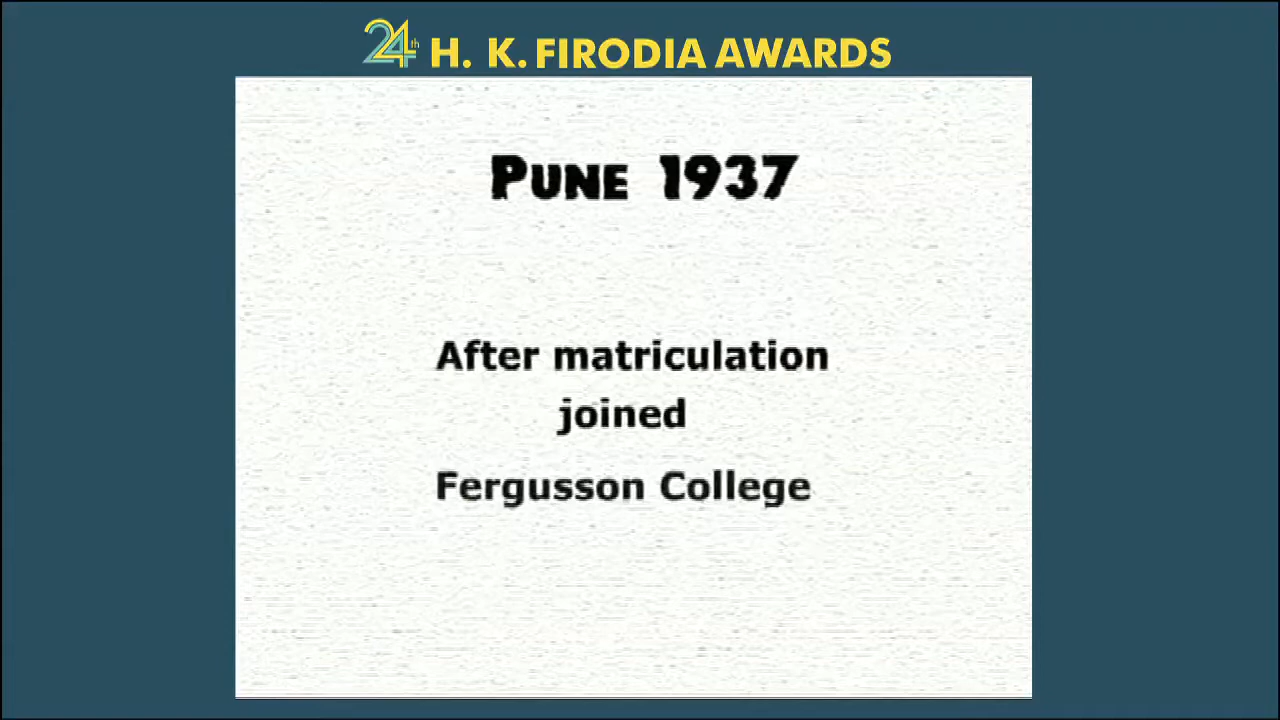 24th H. K. FIRODIA AWARDS
PUNE 1937
After matriculation
joined
Fergusson College